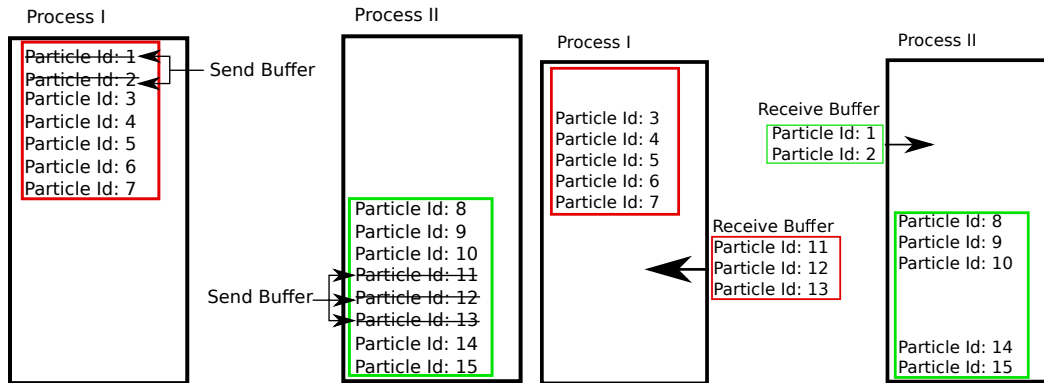 Process I
Particle Id: 1
Particle Id: 2
Particle Id: 3
Particle Id: 4
Particle Id: 5
Particle Id: 6
Particle Id: 7
Send Buffer
Process II
Particle Id: 8
Particle Id: 9
Particle Id: 10
Particle Id: 11
Particle Id: 12
Particle Id: 13
Particle Id: 14
Particle Id: 15
Send Buffer
Process I
Particle Id: 3
Particle Id: 4
Particle Id: 5
Particle Id: 6
Particle Id: 7
Receive Buffer
Particle Id: 11
Particle Id: 12
Particle Id: 13
Process II
Receive Buffer
Particle Id: 1
Particle Id: 2
Particle Id: 8
Particle Id: 9
Particle Id: 10
Particle Id: 14
Particle Id: 15